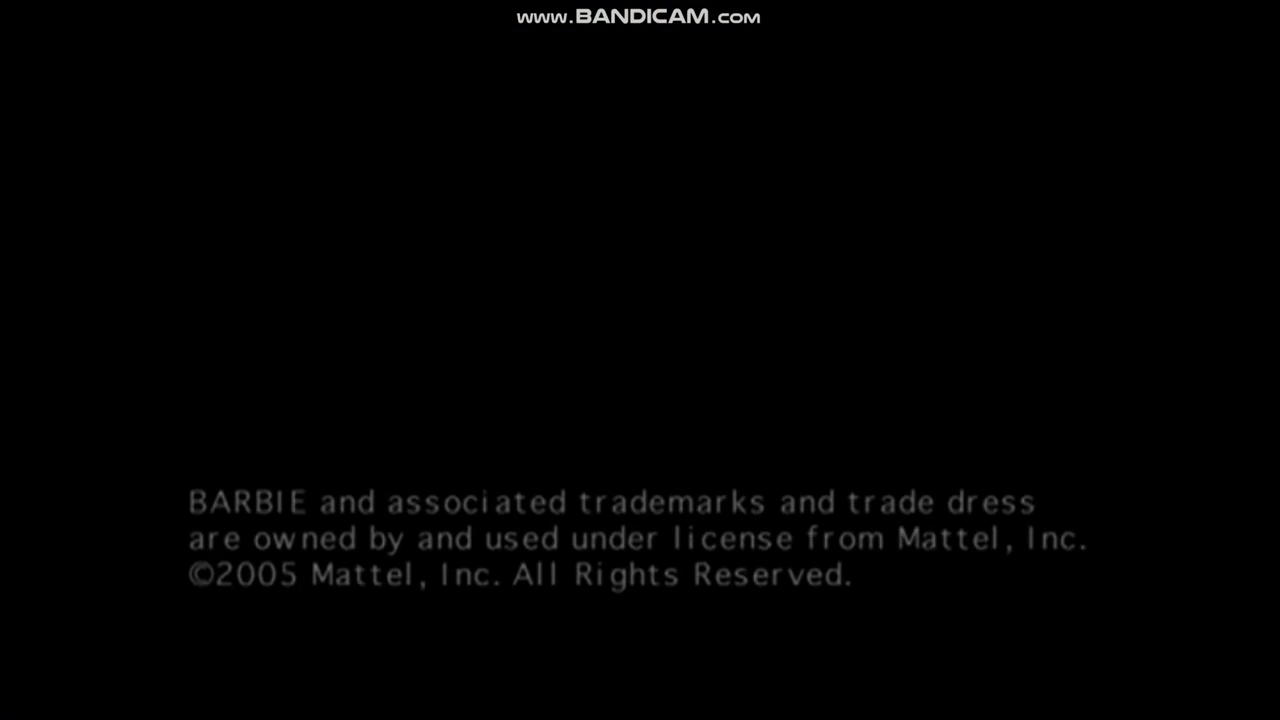 www.BANDICAM.com
BARBIE and associated trademarks and trade dress
are owned by and used under license from Mattel, Inc.
©2005 Mattel, Inc. All Rights Reserved.